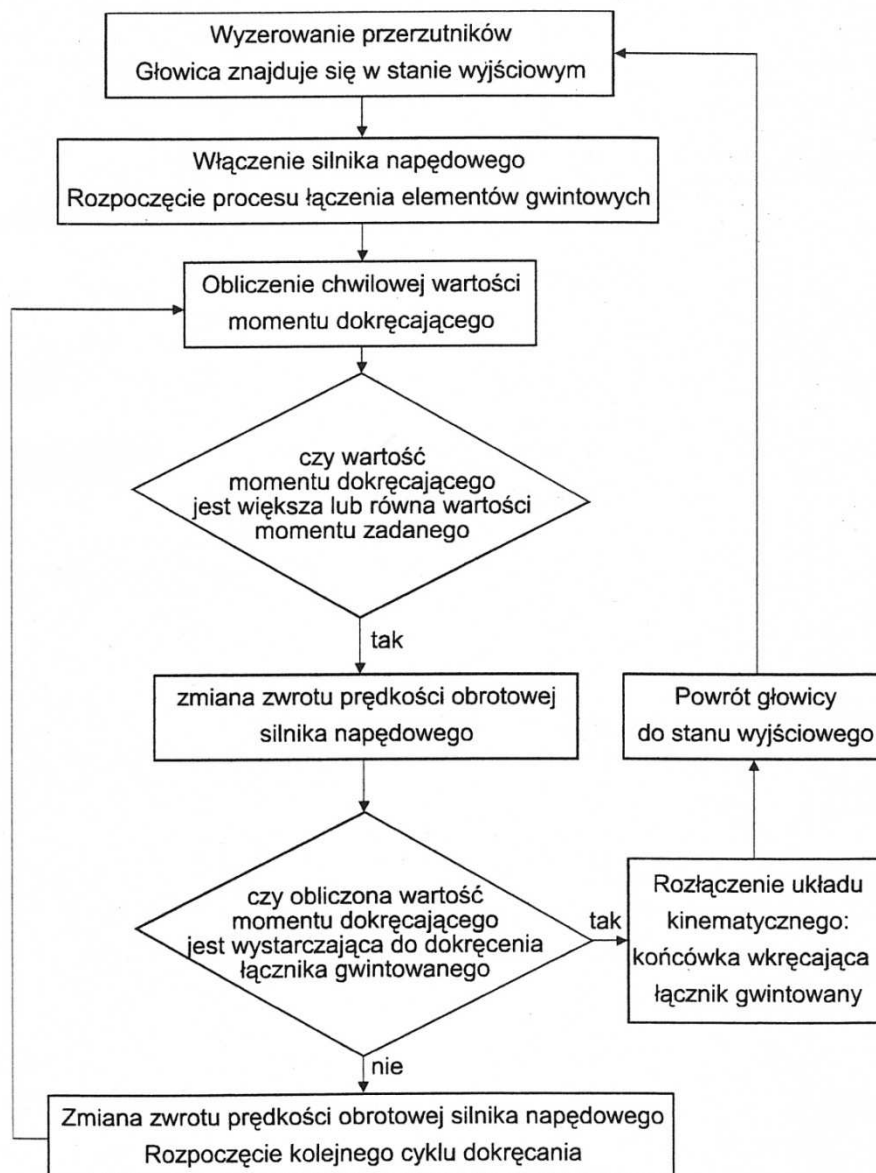 Wyzerowanie przerzutników
Głowica znajduje się w stanie wyjściowym
Włączenie silnika napędowego
Rozpoczęcie procesu łączenia elementów gwintowych
Obliczenie chwilowej wartości
momentu dokręcającego
czy wartość
momentu dokręcającego
jest większa lub równa wartości
momentu zadanego
tak
zmiana zwrotu prędkości obrotowej
silnika napędowego
Powrót głowicy
do stanu wyjściowego
czy obliczona wartość
momentu dokręcającego
jest wystarczająca do dokręcenia
łącznika gwintowanego
tak
Rozłączenie układu
kinematycznego:
końcówka wkręcająca
łącznik gwintowany
nie
Zmiana zwrotu prędkości obrotowej silnika napędowego
Rozpoczęcie kolejnego cyklu dokręcania